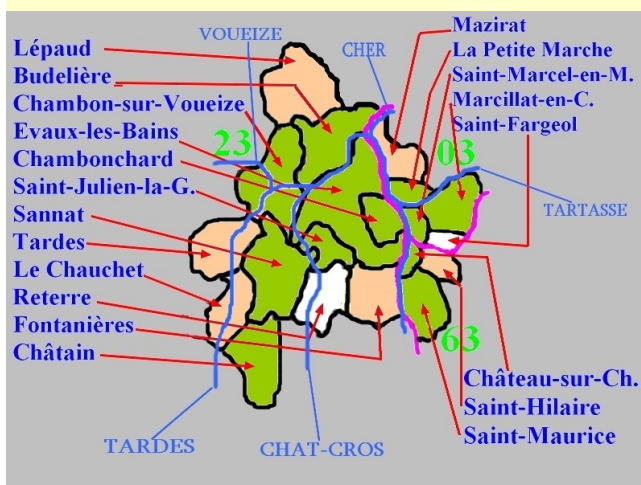 Lépaud
Budelière
Chambon-sur-Voueize
Evaux-les-Bains
Chambonchard
Saint-Julien-la-G.
Sannat
Tardes
Le Chauchet
Reterre
Fontanières
Châtain
VOUEIZE
CHER
Mazirat
La Petite Marche
Saint-Marcel-en-M.
Marcillat-en-C.
Saint-Fargeol
23
03
TARTASSE
63
Château-sur-Ch.
Saint-Hilaire
Saint-Maurice
TARDES
CHAT-CROS